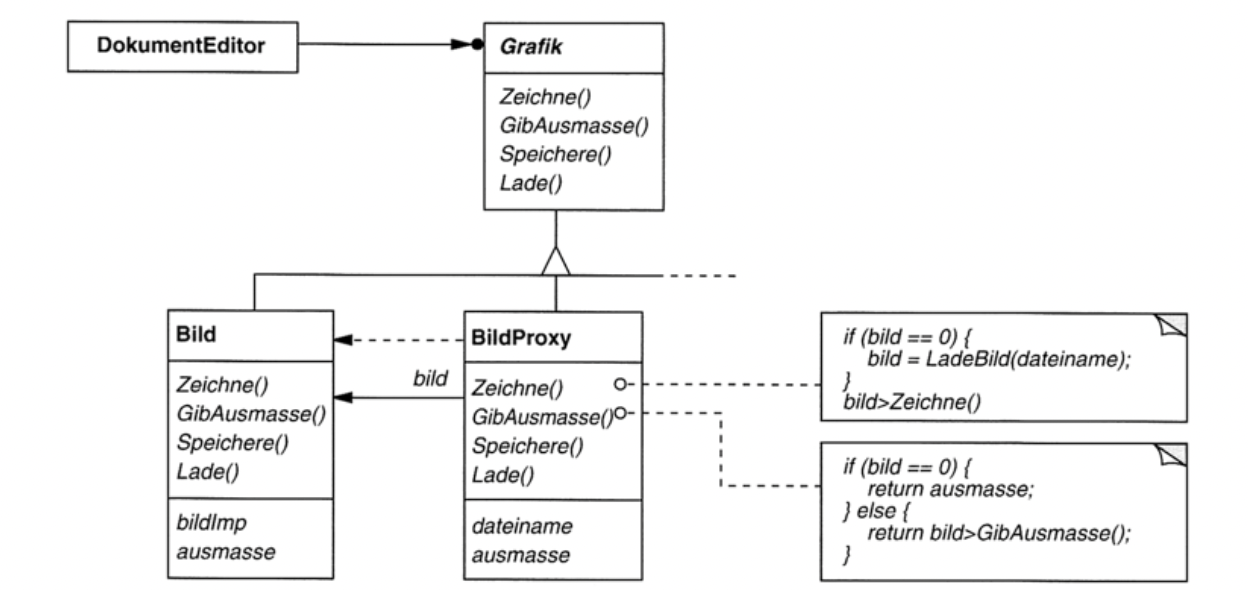 DokumentEditor
Grafik
Zeichne()
GibAusmasse()
Speichere()
Lade()
Bild
Zeichne()
GibAusmasse()
Speichere()
Lade()
bildImp
ausmasse
bild
BildProxy
Zeichne()
GibAusmasse()
Speichere()
Lade()
dateiname
ausmasse
if (bild == 0) {
bild = LadeBild(dateiname);
}
bild>Zeichne()
if (bild == 0) {
return ausmasse;
} else {
return bild>GibAusmasse();
}